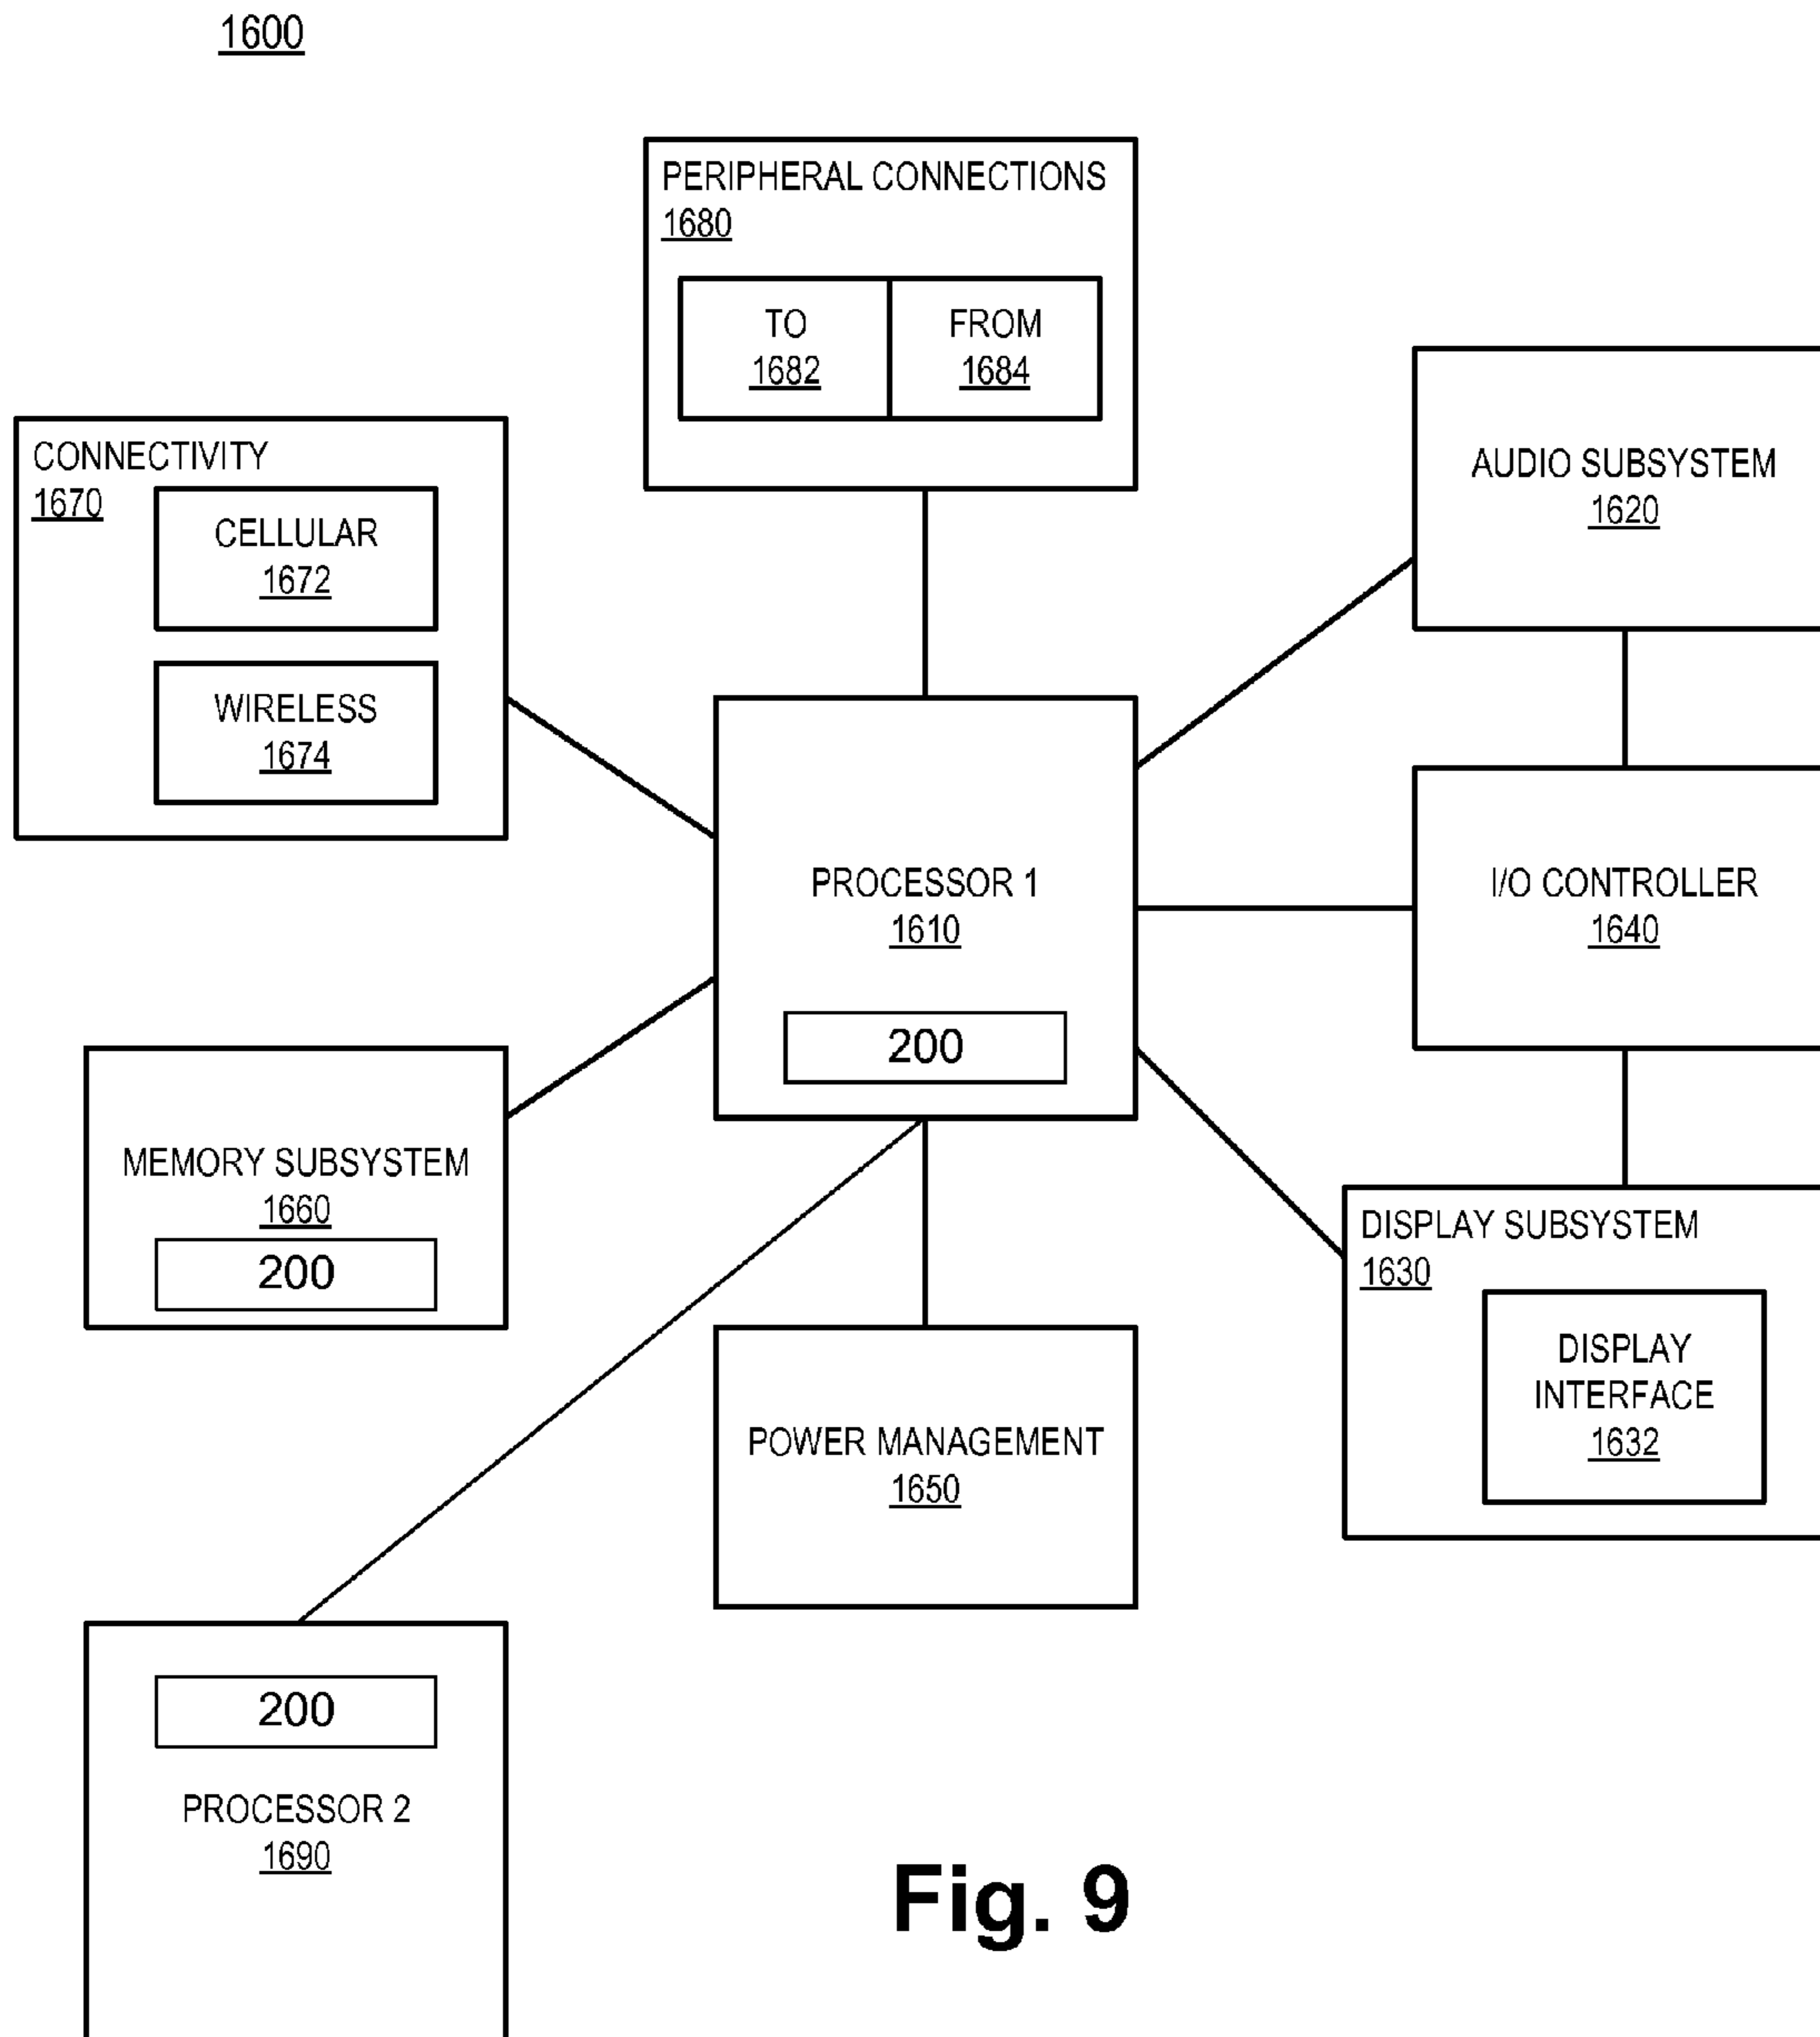 1600
PERIPHERAL CONNECTIONS
1680
TO
1682
FROM
1684
CONNECTIVITY
1670
CELLULAR
1672
WIRELESS
1674
AUDIO SUBSYSTEM
1620
PROCESSOR 1
1610
200
I/O CONTROLLER
1640
MEMORY SUBSYSTEM
1660
200
DISPLAY SUBSYSTEM
1630
DISPLAY
INTERFACE
1632
POWER MANAGEMENT
1650
200
PROCESSOR 2
1690
Fig. 9